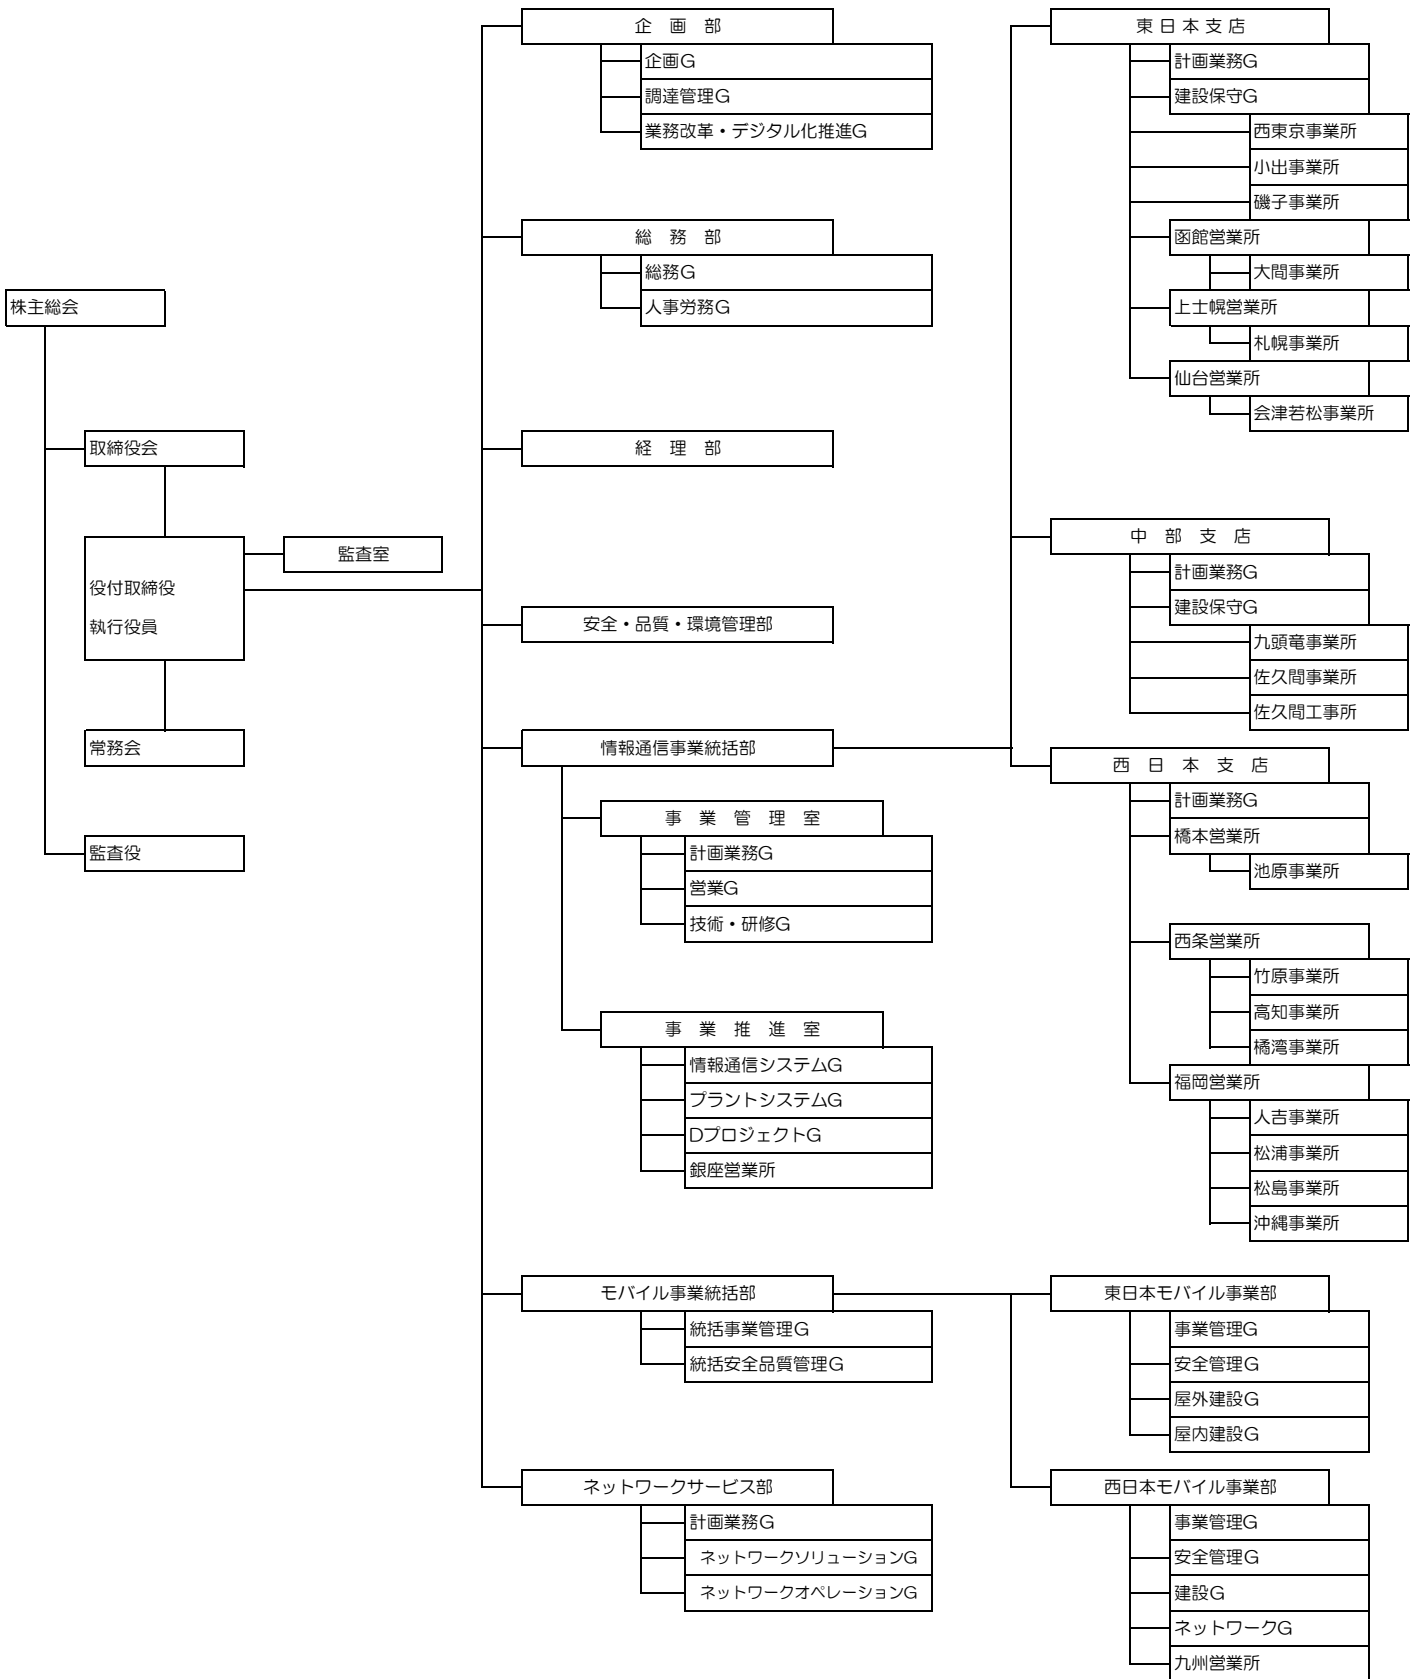 株主総会
取締役会
役付取締役
執行役員
監査室
常務会
監査役
企　画　部
企画G
調達管理G
業務改革・デジタル化推進G
総　務　部
総務G
人事労務G
経　理　部
安全・品質・環境管理部
情報通信事業統括部
事　業　管　理　室
計画業務G
営業G
技術・研修G
事　業　推　進　室
情報通信システムG
プラントシステムG
DプロジェクトG
銀座営業所
モバイル事業統括部
統括事業管理G
統括安全品質管理G
ネットワークサービス部
計画業務G
ネットワークソリューションG
ネットワークオペレーションG
東 日 本 支 店
計画業務G
建設保守G
西東京事業所
小出事業所
磯子事業所
函館営業所
大間事業所
上士幌営業所
札幌事業所
仙台営業所
会津若松事業所
中　部　支　店
計画業務G
建設保守G
九頭竜事業所
佐久間事業所
佐久間工事所
西　日　本　支　店
計画業務G
橋本営業所
池原事業所
西条営業所
竹原事業所
高知事業所
橘湾事業所
福岡営業所
人吉事業所
松浦事業所
松島事業所
沖縄事業所
東日本モバイル事業部
事業管理G
安全管理G
屋外建設G
屋内建設G
西日本モバイル事業部
事業管理G
安全管理G
建設G
ネットワークG
九州営業所